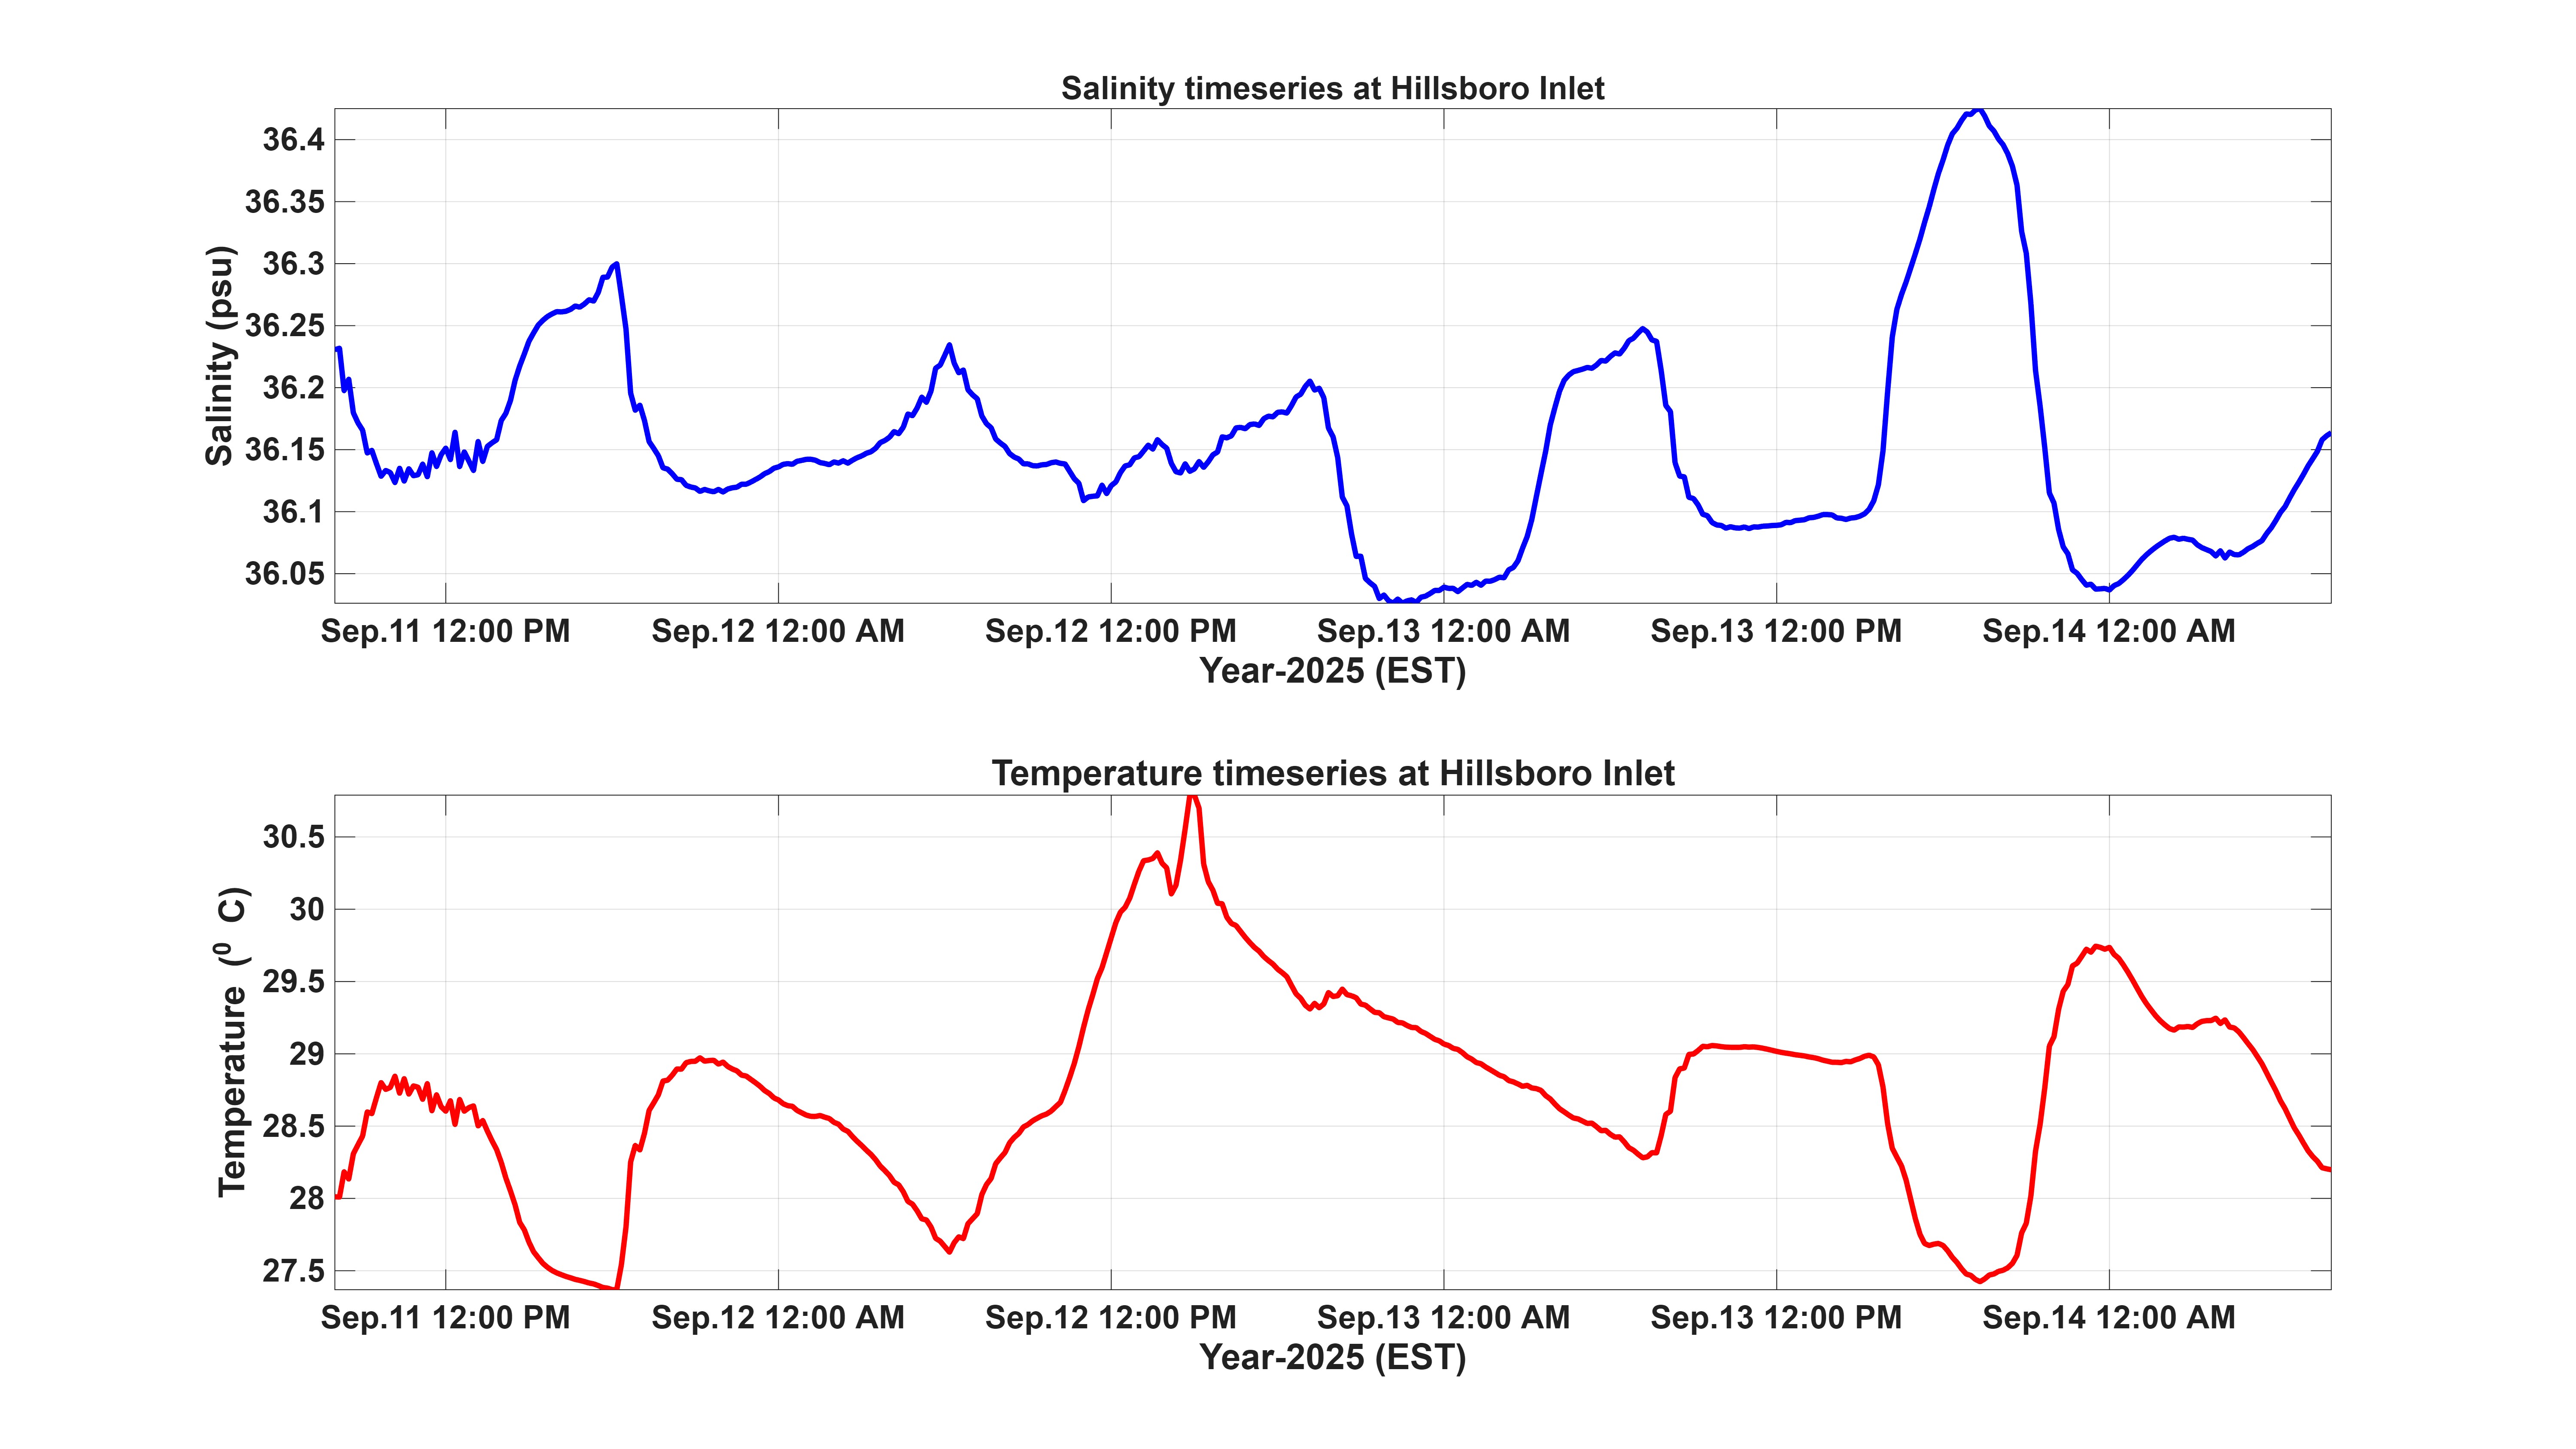 Salinity timeseries at Hillsboro Inlet
Salinity (psu)
36.4
36.35
36.3
36.25
36.2
36.15
36.1
36.05
Sep.11 12:00 PM Sep.12 12:00 AM Sep.12 12:00 PM Sep.13 12:00 AM Sep.13 12:00 PM Sep.14 12:00 AM
Year-2025 (EST)
Temperature timeseries at Hillsboro Inlet
Temperature (⁰ C)
30.5
30
29.5
29
28.5
28
27.5
Sep.11 12:00 PM Sep.12 12:00 AM Sep.12 12:00 PM Sep.13 12:00 AM Sep.13 12:00 PM Sep.14 12:00 AM
Year-2025 (EST)